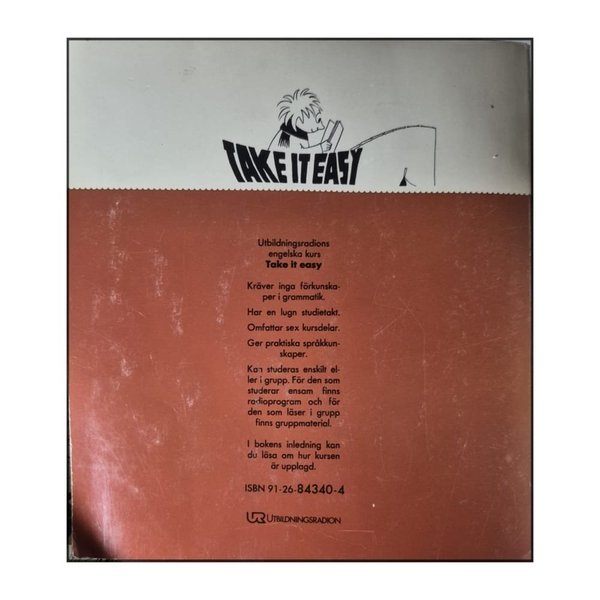 TAKE IT EASY
Utbildningsradions
engelska kurs
Take it easy
Kräver inga förkunska-
per i grammatik.
Har en lugn studietakt.
Omfattar sex kursdelar.
Ger praktiska språkkun-
skaper.
Kan studeras enskilt el-
ler i grupp. För den som
studerar ensam finns
radioprogram och för
den som läser i grupp
finns gruppmaterial.
I bokens inledning kan
du läsa om hur kursen
är upplagd.
ISBN 91-26-84340-4
UR UTBILDNINGSRADION